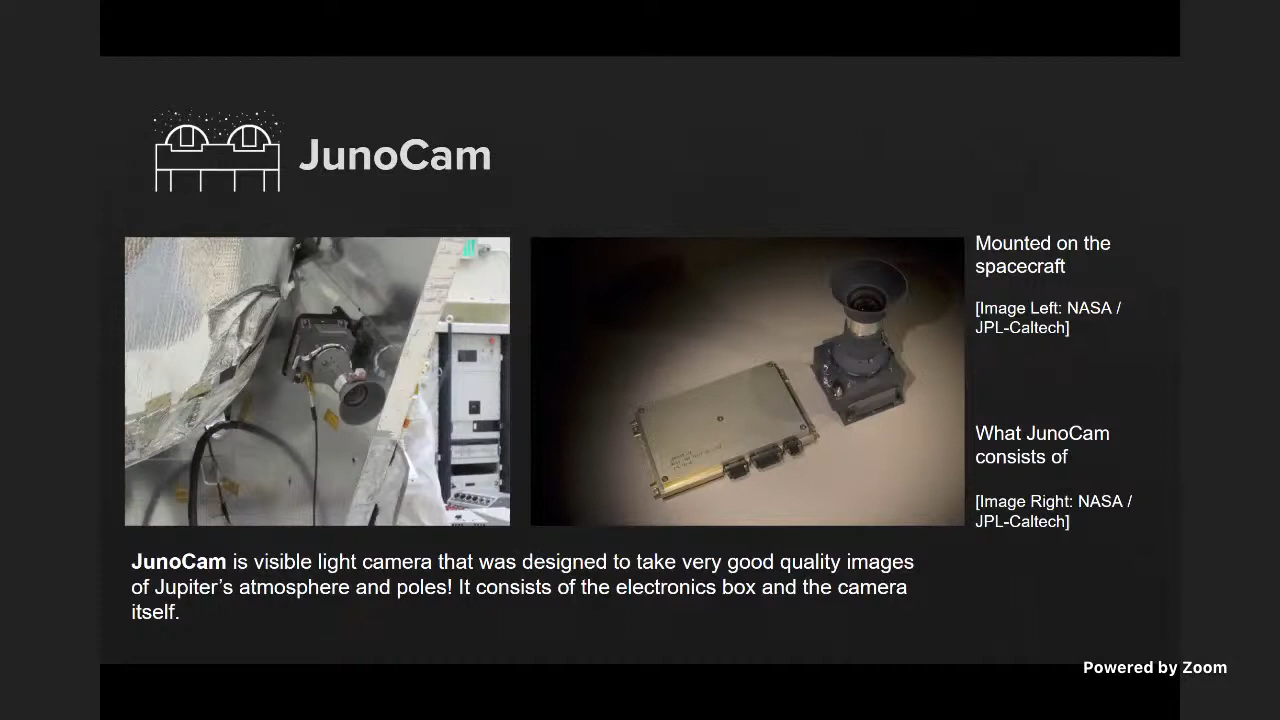 JunoCam
Mounted on the
spacecraft
[Image Left: NASA /
JPL-Caltech]
What JunoCam
consists of
[Image Right: NASA /
JPL-Caltech]
JunoCam is visible light camera that was designed to take very good quality images
of Jupiter’s atmosphere and poles! It consists of the electronics box and the camera
itself.
Powered by Zoom